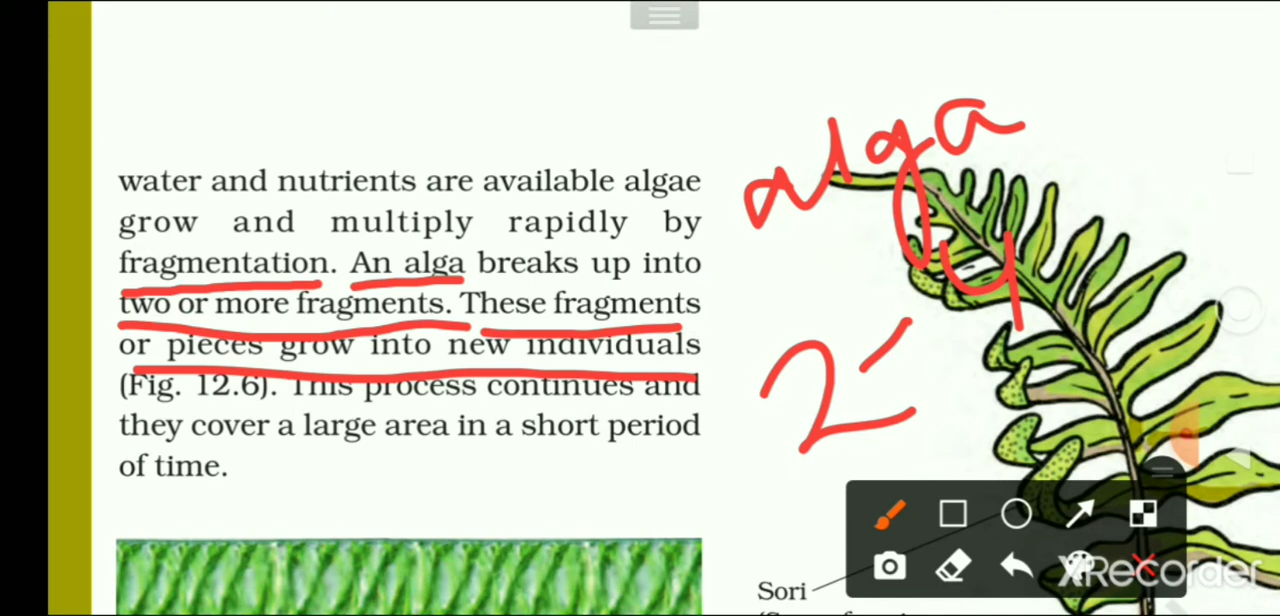 water and nutrients are available algae
grow and multiply rapidly by
fragmentation. An alga breaks up into
two or more fragments. These fragments
or pieces grow into new individuals
(Fig. 12.6). This process continues and
they cover a large area in a short period
of time.
alga
2
Sori
XRecorder